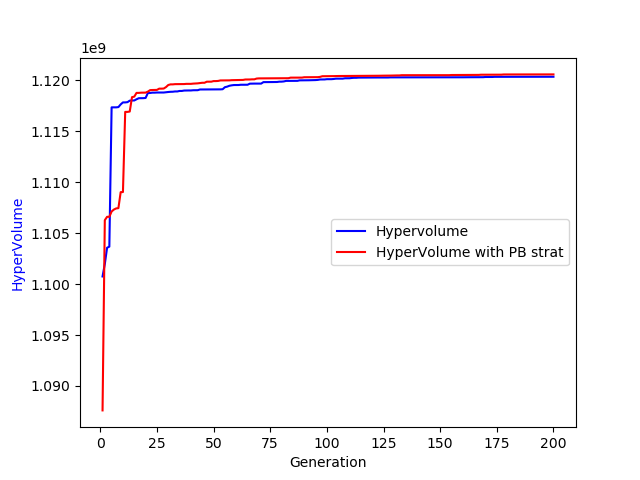 1e9
1.120
1.115
1.110
1.105
1.100
1.095
1.090
HyperVolume
Hypervolume
HyperVolume with PB strat
0 25 50 75 100 125 150 175 200
Generation